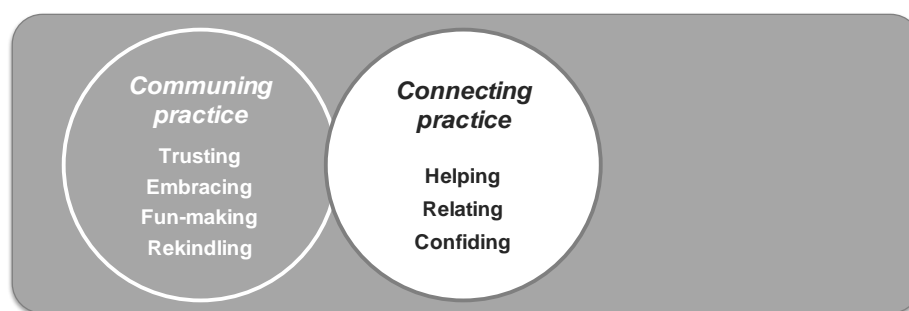 Communing
practice
Trusting
Embracing
Fun-making
Rekindling
Connecting
practice
Helping
Relating
Confiding